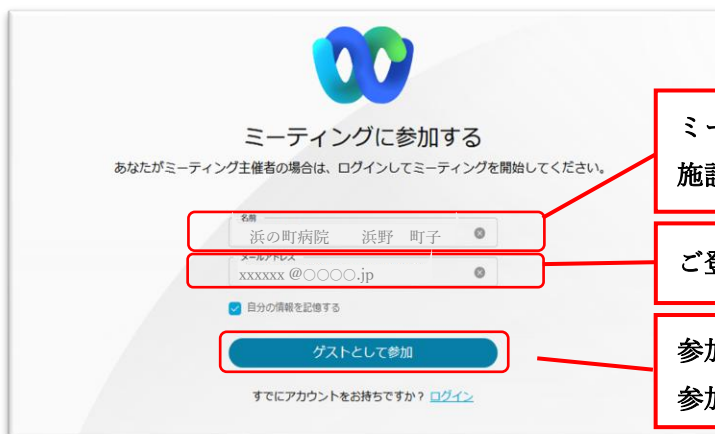 ミーティングに参加する
あなたがミーティング主催者の場合は、ログインしてミーティングを開始してください。
名前
浜の町病院　浜野 町子
メールアドレス
xxxxxx@○○○○.jp
自分の情報を記憶する
ゲストとして参加
すでにアカウントをお持ちですか？ ログイン
ミー
施設
ご登
参加
参加